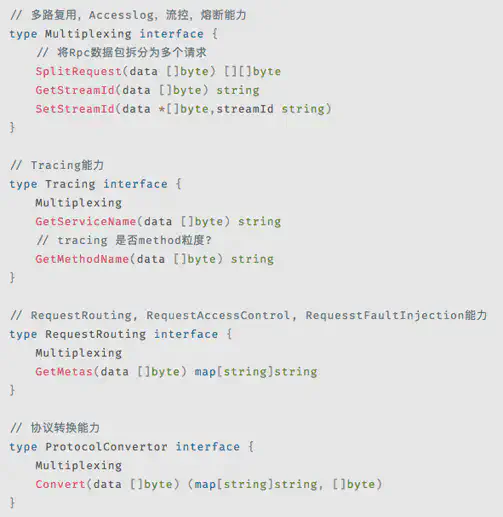 // 多路复用, Accesslog, 流控, 熔断能力
type Multiplexing interface {
    // 将Rpc数据包拆分为多个请求
    SplitRequest(data []byte) [][]byte
    GetStreamId(data []byte) string
    SetStreamId(data *[]byte,streamId string)
}
// Tracing能力
type Tracing interface {
    Multiplexing
    GetServiceName(data []byte) string
    // tracing 是否method粒度?
    GetMethodName(data []byte) string
}
// RequestRouting, RequestAccessControl, RequesstFaultInjection能力
type RequestRouting interface {
    Multiplexing
    GetMetas(data []byte) map[string]string
}
// 协议转换能力
type ProtocolConvertor interface {
    Multiplexing
    Convert(data []byte) (map[string]string, []byte)
}